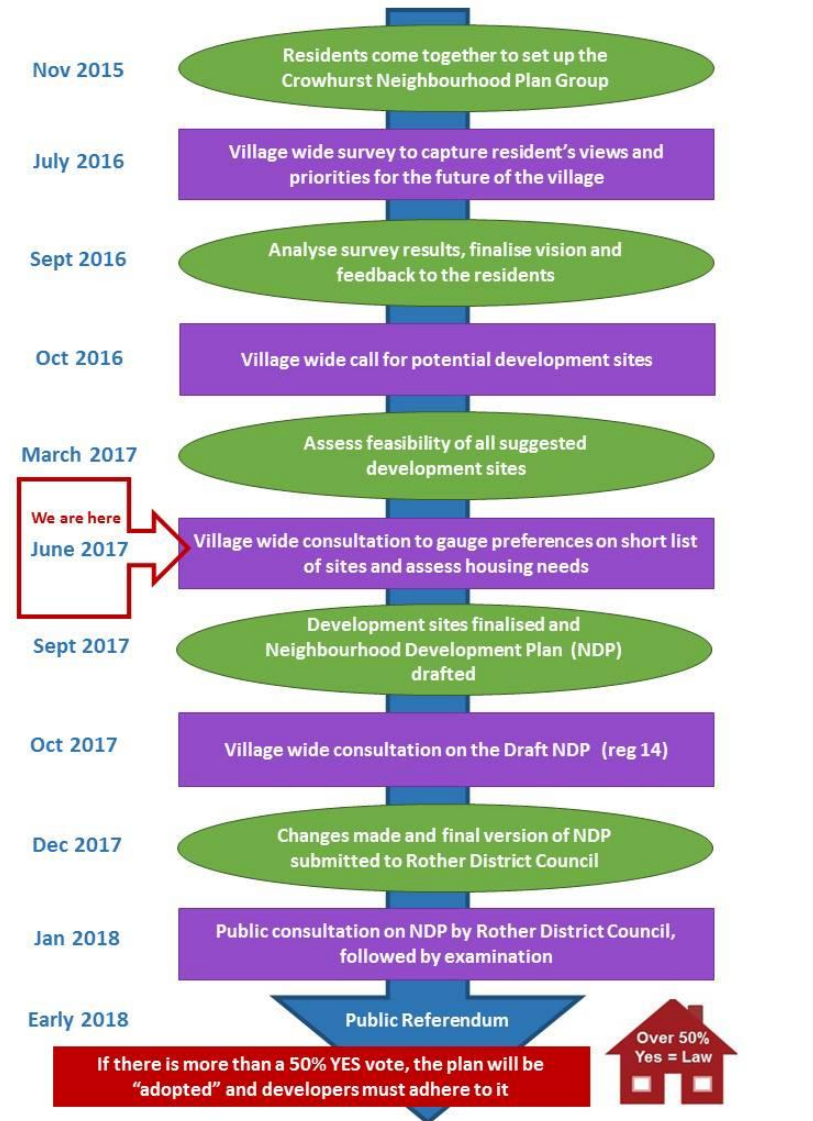 Nov 2015
Residents come together to set up the
Crowhurst Neighbourhood Plan Group
July 2016
Village wide survey to capture resident's views and
priorities for the future of the village
Sept 2016
Analyse survey results, finalise vision and
feedback to the residents
Oct 2016
Village wide call for potential development sites
March 2017
Assess feasibility of all suggested
development sites
We are here
June 2017
Village wide consultation to gauge preferences on short list
of sites and assess housing needs
Sept 2017
Development sites finalised and
Neighbourhood Development Plan (NDP)
drafted
Oct 2017
Village wide consultation on the Draft NDP (reg 14)
Dec 2017
Changes made and final version of NDP
submitted to Rother District Council
Jan 2018
Public consultation on NDP by Rother District Council,
followed by examination
Early 2018
Public Referendum
Over 50%
Yes = Law
If there is more than a 50% YES vote, the plan will be
“adopted” and developers must adhere to it